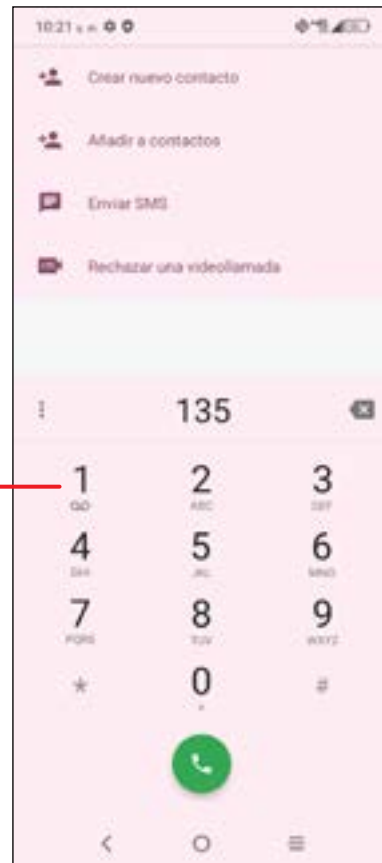 10:21 a. m.
Crear nuevo contacto
Añadir a contactos
Enviar SMS
Rechazar una videollamada
135
1 2 3
ABC DEF
4 5 6
GHI JKL MNO
7 8 9
PQRS TUV WXYZ
* 0 #
+